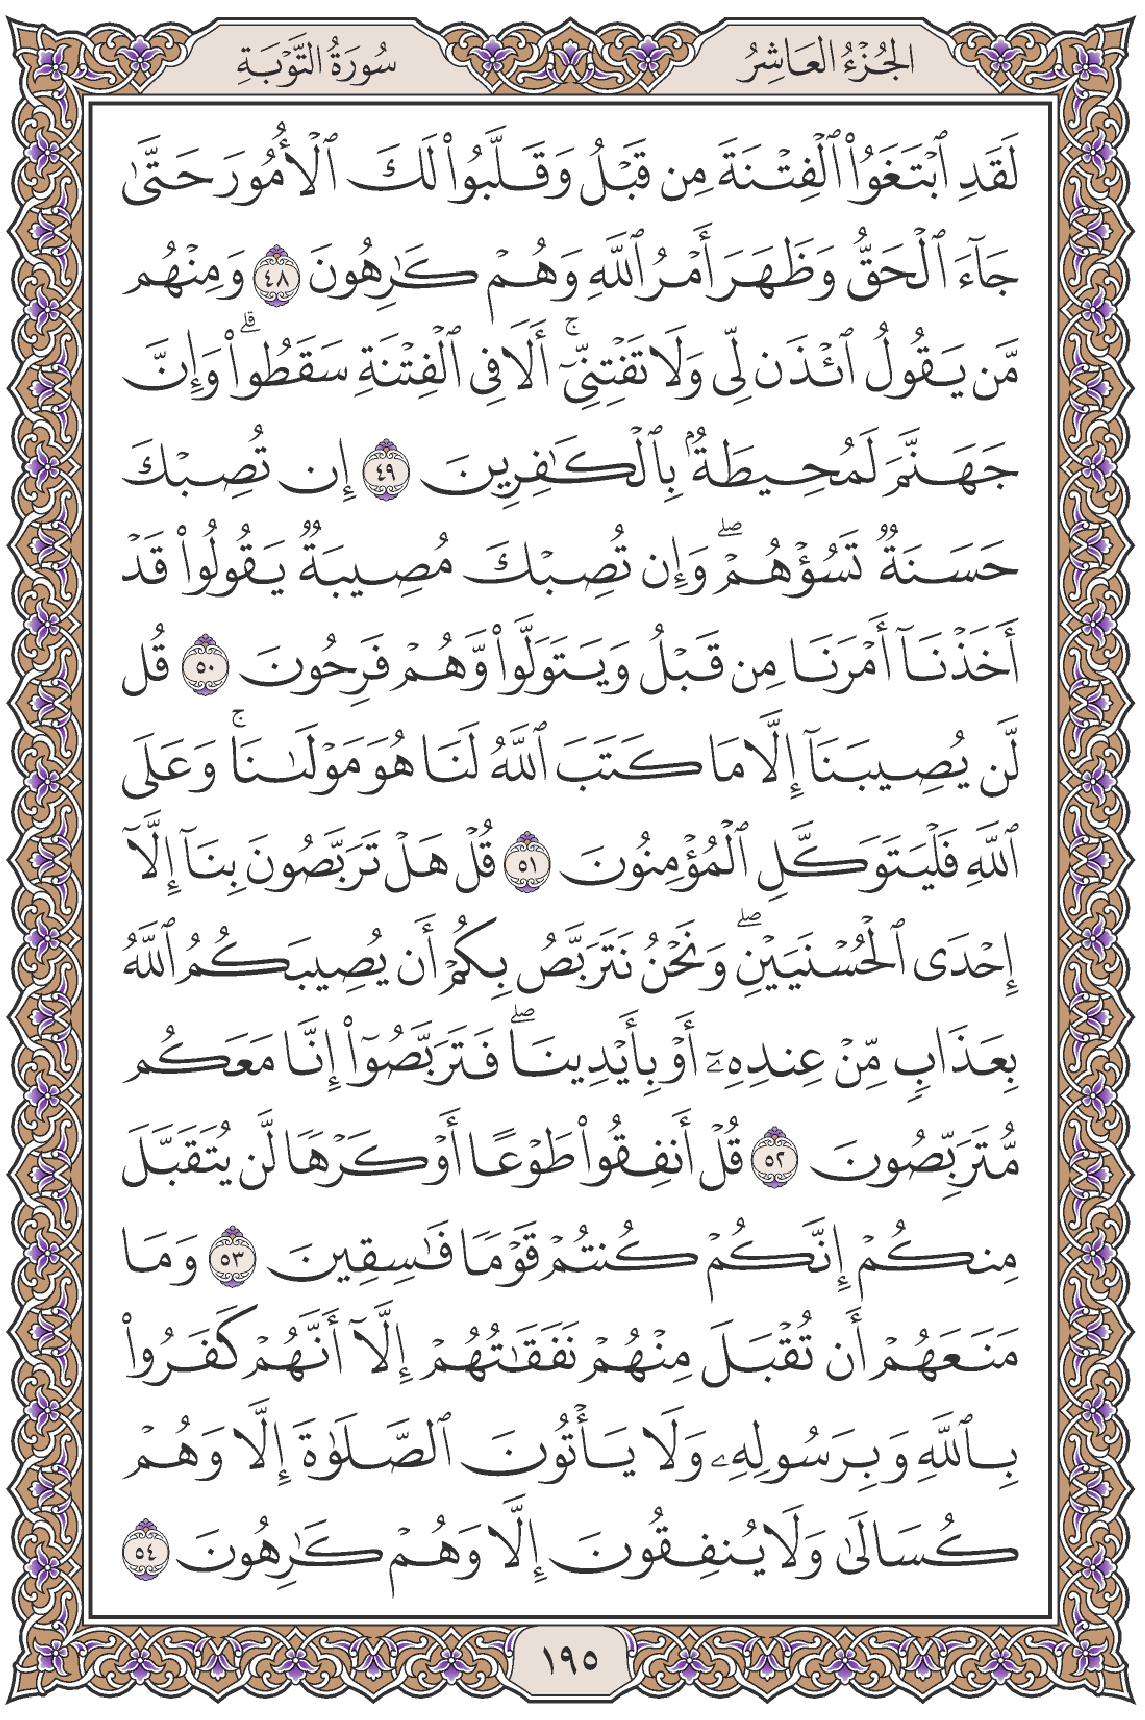 الجُزْءُ العَاشِرُ
سُورَةُ التَّوْبَةِ
لَقَدِ ٱبْتَغَوُا۟ ٱلْفِتْنَةَ مِن قَبْلُ وَقَلَّبُوا۟ لَكَ ٱلْأُمُورَ حَتَّىٰ
جَآءَ ٱلْحَقُّ وَظَهَرَ أَمْرُ ٱللَّهِ وَهُمْ كَـٰرِهُونَ ٤٨ وَمِنْهُم
مَّن يَقُولُ ٱئْذَن لِّى وَلَا تَفْتِنِّىٓ ۚ أَلَا فِى ٱلْفِتْنَةِ سَقَطُوا۟ ۗ وَإِنَّ
جَهَنَّمَ لَمُحِيطَةٌۢ بِٱلْكَـٰفِرِينَ ٤٩ إِن تُصِبْكَ
حَسَنَةٌ تَسُؤْهُمْ ۖ وَإِن تُصِبْكَ مُصِيبَةٌ يَقُولُوا۟ قَدْ
أَخَذْنَآ أَمْرَنَا مِن قَبْلُ وَيَتَوَلَّوا۟ وَّهُمْ فَرِحُونَ ٥٠ قُل
لَّن يُصِيبَنَآ إِلَّا مَا كَتَبَ ٱللَّهُ لَنَا هُوَ مَوْلَىٰنَا ۚ وَعَلَى
ٱللَّهِ فَلْيَتَوَكَّلِ ٱلْمُؤْمِنُونَ ٥١ قُلْ هَلْ تَرَبَّصُونَ بِنَآ إِلَّآ
إِحْدَى ٱلْحُسْنَيَيْنِ ۖ وَنَحْنُ نَتَرَبَّصُ بِكُمْ أَن يُصِيبَكُمُ ٱللَّهُ
بِعَذَابٍ مِّنْ عِندِهِۦٓ أَوْ بِأَيْدِينَا ۖ فَتَرَبَّصُوٓا۟ إِنَّا مَعَكُم
مُّتَرَبِّصُونَ ٥٢ قُلْ أَنفِقُوا۟ طَوْعًا أَوْ كَرْهًا لَّن يُتَقَبَّلَ
مِنكُمْ إِنَّكُمْ كُنتُمْ قَوْمًا فَـٰسِقِينَ ٥٣ وَمَا
مَنَعَهُمْ أَن تُقْبَلَ مِنْهُمْ نَفَقَـٰتُهُمْ إِلَّآ أَنَّهُمْ كَفَرُوا۟
بِٱللَّهِ وَبِرَسُولِهِۦ وَلَا يَأْتُونَ ٱلصَّلَوٰةَ إِلَّا وَهُمْ
كُسَالَىٰ وَلَا يُنفِقُونَ إِلَّا وَهُمْ كَـٰرِهُونَ ٥٤
١٩٥